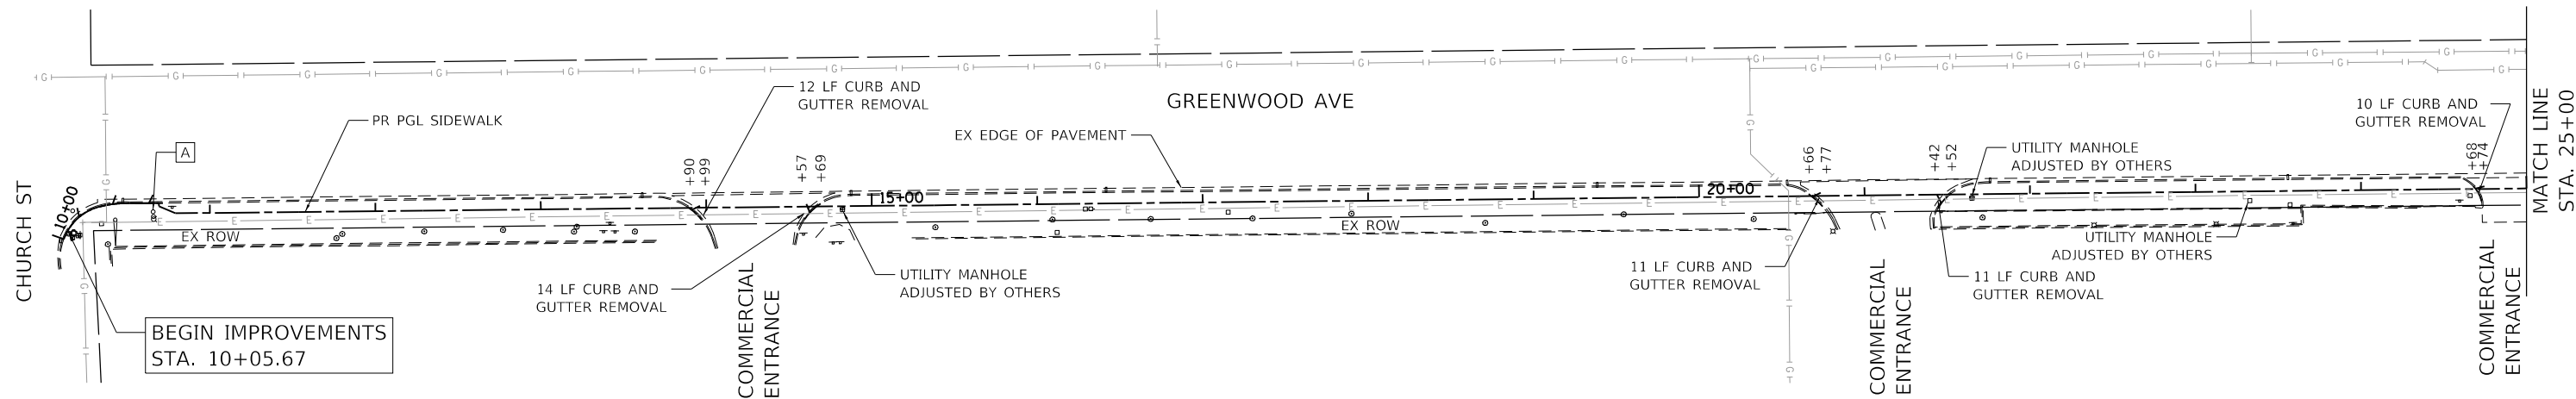 12 LF CURB AND
GUTTER REMOVAL
GREENWOOD AVE
PR PGL SIDEWALK
EX EDGE OF PAVEMENT
10 LF CURB AND
GUTTER REMOVAL
MATCH LINE
STA. 25+00
A
UTILITY MANHOLE
ADJUSTED BY OTHERS
+90
+99
+57
+69
+66
+77
+42
+52
+68
+74
CHURCH ST
10+00
15+00
20+00
EX ROW
EX ROW
UTILITY MANHOLE
ADJUSTED BY OTHERS
14 LF CURB AND
GUTTER REMOVAL
UTILITY MANHOLE
ADJUSTED BY OTHERS
11 LF CURB AND
GUTTER REMOVAL
11 LF CURB AND
GUTTER REMOVAL
BEGIN IMPROVEMENTS
STA. 10+05.67
COMMERCIAL
ENTRANCE
COMMERCIAL
ENTRANCE
COMMERCIAL
ENTRANCE